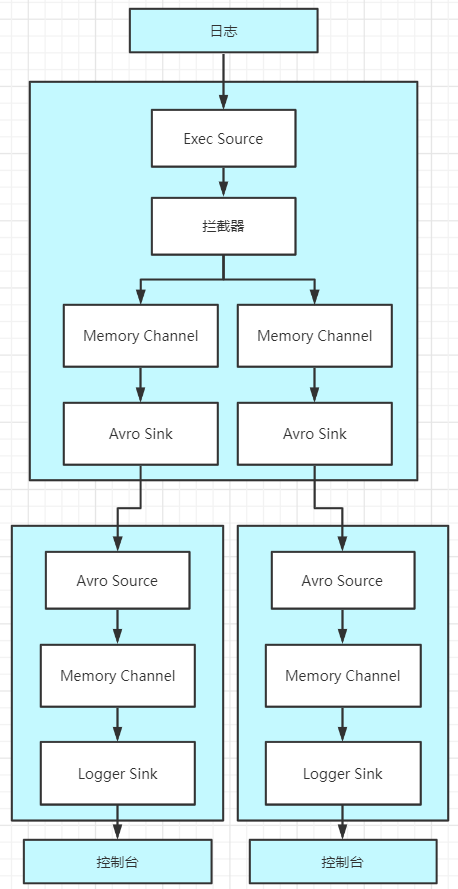 日志
Exec Source
拦截器
Memory Channel
Memory Channel
Avro Sink
Avro Sink
Avro Source
Avro Source
Memory Channel
Memory Channel
Logger Sink
Logger Sink
控制台
控制台